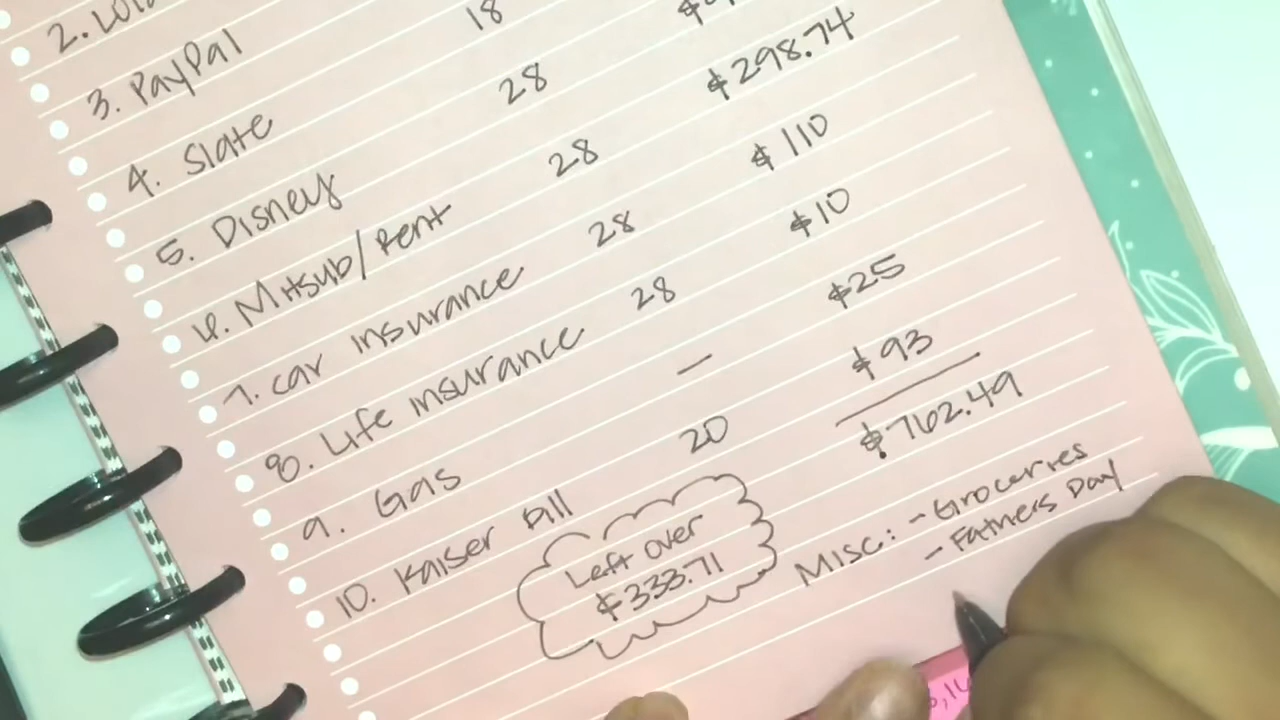 2.
3. PayPal
4. Slate 18
5. Disney 28
6. Mitsub/Rent 28 $298.74
7. car insurance 28 $110
8. Life insurance 28 $10
9. Gas — $25
10. Kaiser bill 20 $93
$762.49
Left over
$333.71
Misc: - Groceries
- Fathers Day